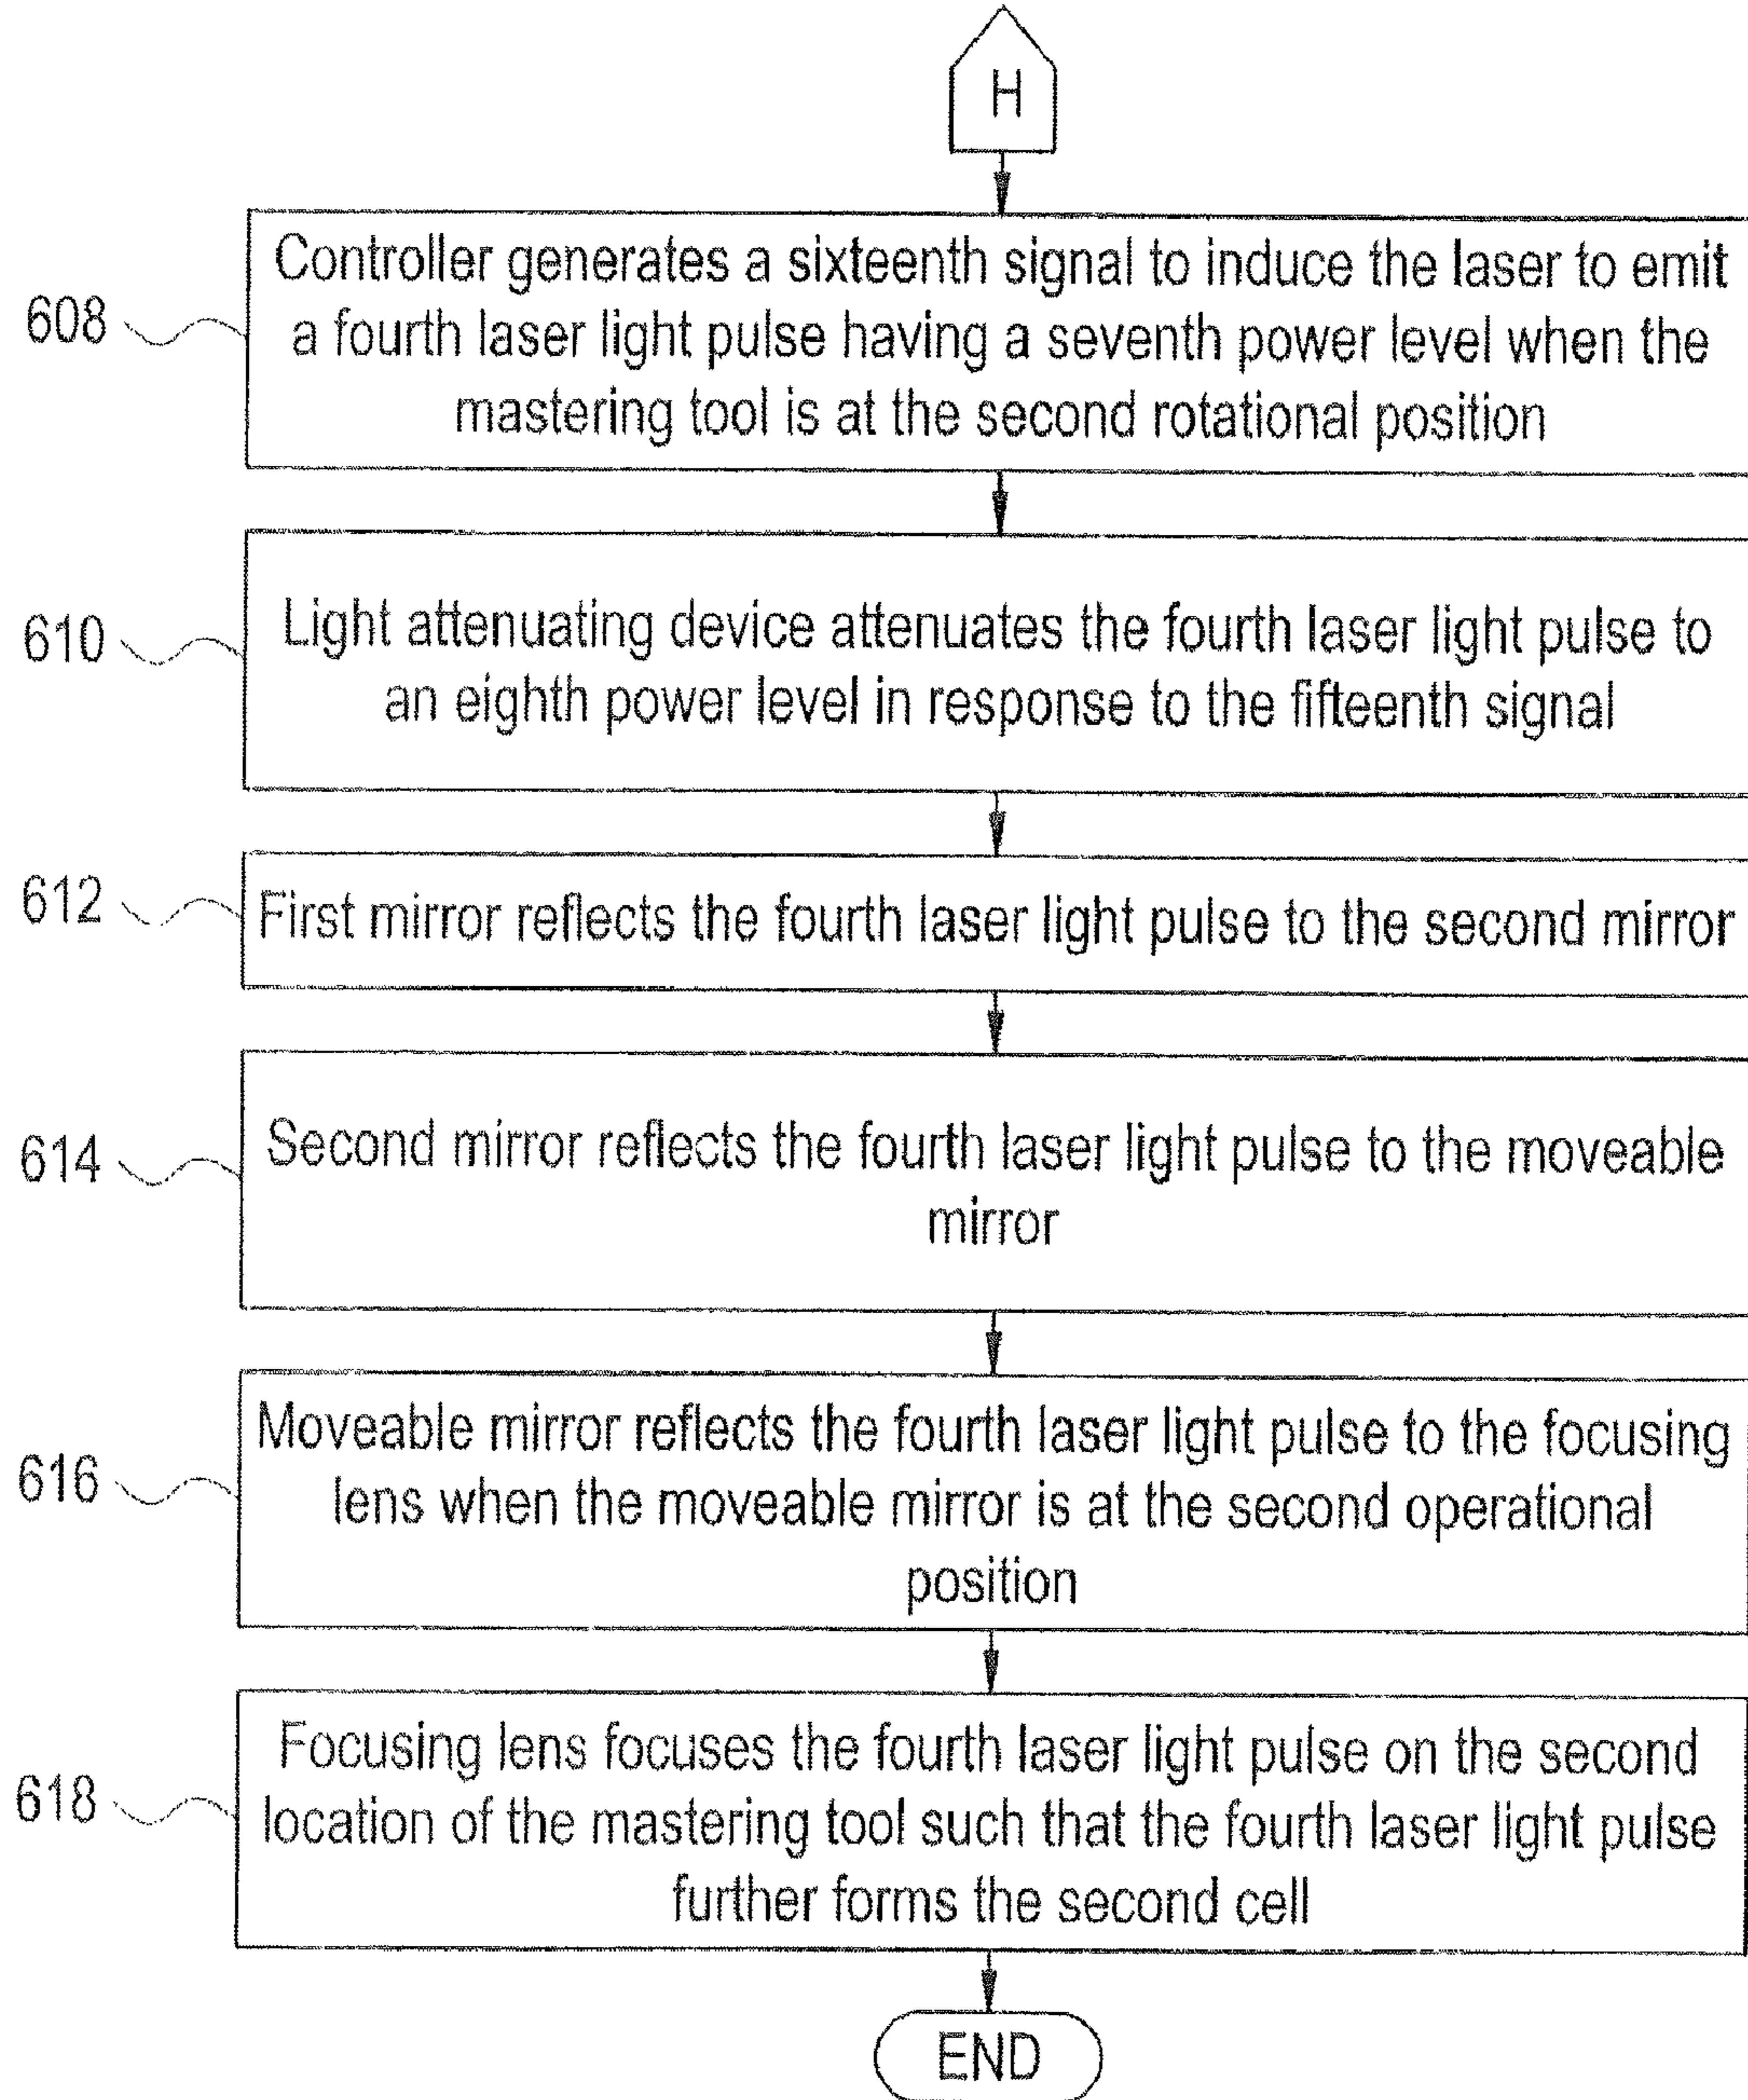 H
608
Controller generates a sixteenth signal to induce the laser to emit
a fourth laser light pulse having a seventh power level when the
mastering tool is at the second rotational position
610
Light attenuating device attenuates the fourth laser light pulse to
an eighth power level in response to the fifteenth signal
612
First mirror reflects the fourth laser light pulse to the second mirror
614
Second mirror reflects the fourth laser light pulse to the moveable
mirror
616
Moveable mirror reflects the fourth laser light pulse to the focusing
lens when the moveable mirror is at the second operational
position
618
Focusing lens focuses the fourth laser light pulse on the second
location of the mastering tool such that the fourth laser light pulse
further forms the second cell
END